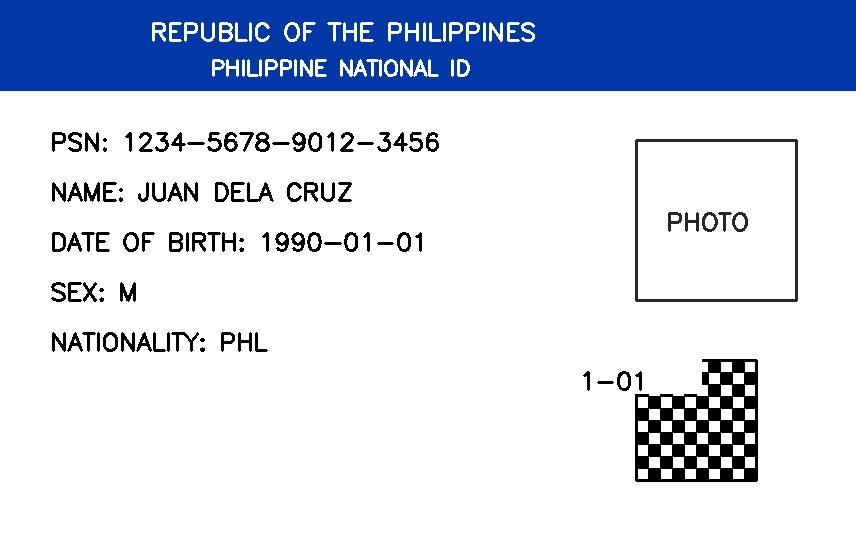 REPUBLIC OF THE PHILIPPINES
PHILIPPINE NATIONAL ID
PSN: 1234-5678-9012-3456
NAME: JUAN DELA CRUZ
DATE OF BIRTH: 1990-01-01
SEX: M
NATIONALITY: PHL
PHOTO
1-01